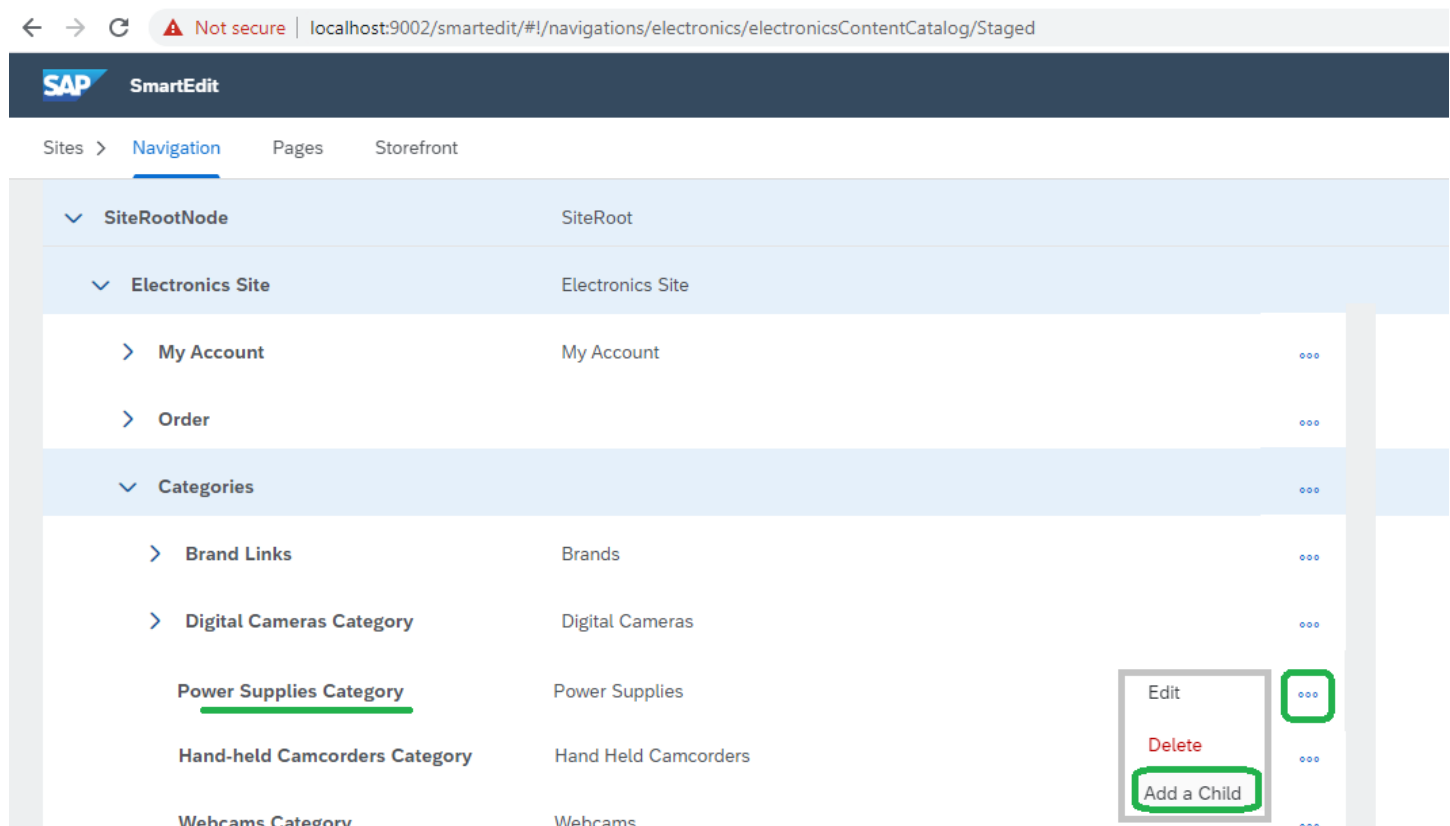 Not secure | localhost:9002/smartedit/#!/navigations/electronics/electronicsContentCatalog/Staged
SAP SmartEdit
Sites > Navigation Pages Storefront
SiteRootNode SiteRoot
Electronics Site Electronics Site
My Account My Account
Order
Categories
Brand Links Brands
Digital Cameras Category Digital Cameras
Power Supplies Category Power Supplies Edit
Delete
Hand-held Camcorders Category Hand Held Camcorders
Add a Child
Webcams Category Webcams